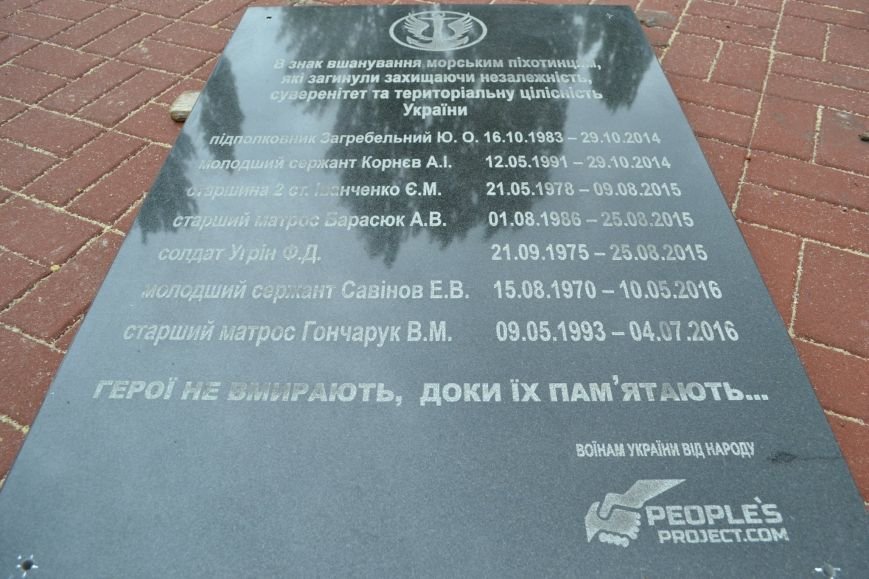 В знак вшанування морським піхотинцям,
які загинули захищаючи незалежність,
суверенітет та територіальну цілісність
України
підполковник Загребельний Ю. О. 16.10.1983 – 29.10.2014
молодший сержант Корнєв А.І. 12.05.1991 – 29.10.2014
старшина 2 ст. Іванченко Є.М. 21.05.1978 – 09.08.2015
старший матрос Барасюк А.В. 01.08.1986 – 25.08.2015
солдат Угрін Ф.Д. 21.09.1975 – 25.08.2015
молодший сержант Савінов Е.В. 15.08.1970 – 10.05.2016
старший матрос Гончарук В.М. 09.05.1993 – 04.07.2016
ГЕРОЇ НЕ ВМИРАЮТЬ, ДОКИ ЇХ ПАМ'ЯТАЮТЬ...
ВОЇНАМ УКРАЇНИ ВІД НАРОДУ
PEOPLE'S
PROJECT.COM